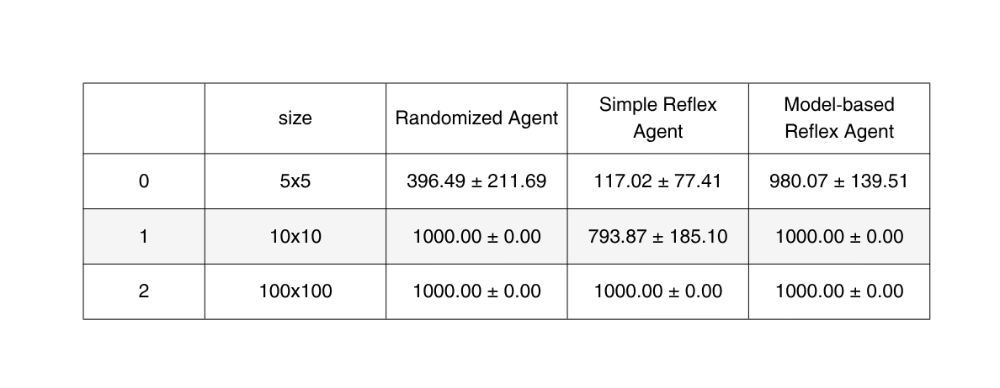 size Randomized Agent Simple Reflex Agent Model-based Reflex Agent
0 5x5 396.49 ± 211.69 117.02 ± 77.41 980.07 ± 139.51
1 10x10 1000.00 ± 0.00 793.87 ± 185.10 1000.00 ± 0.00
2 100x100 1000.00 ± 0.00 1000.00 ± 0.00 1000.00 ± 0.00